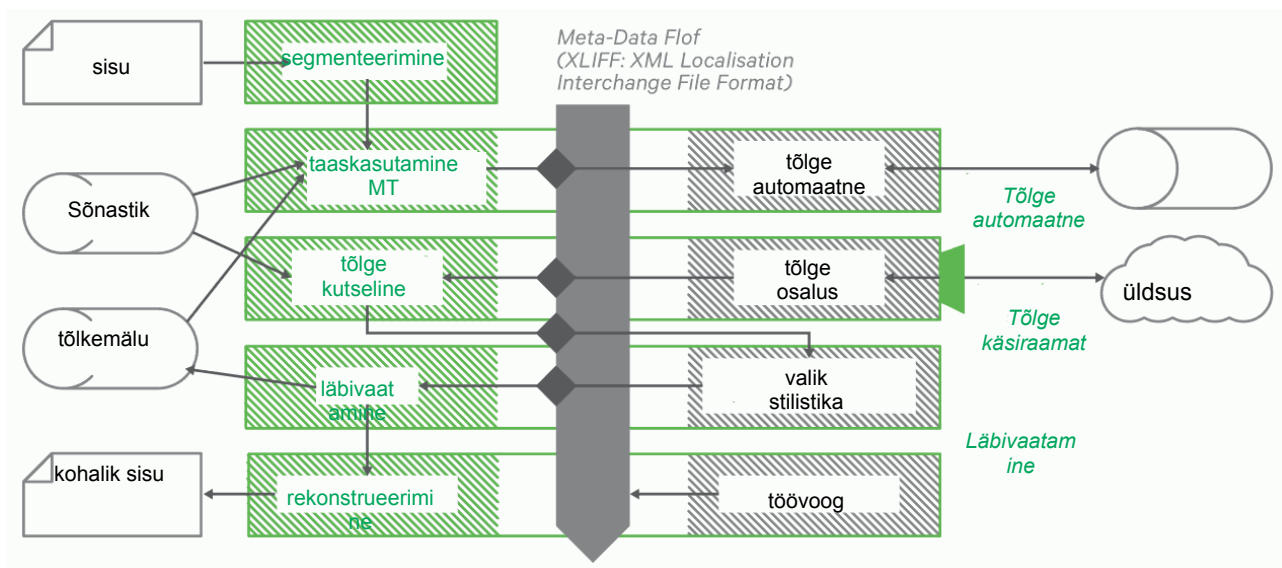 sisu
segmenteerimine
Meta-Data Flof
(XLIFF: XML Localisation
Interchange File Format)
taaskasutamine
MT
tõlge
automaatne
Tõlge
automaatne
Sõnastik
tõlge
kutseline
tõlge
osalus
üldsus
Tõlge
käsiraamat
tõlkemälu
läbivaat
amine
valik
stilistika
Läbivaatam
ine
kohalik sisu
rekonstrueerimi
ne
töövoog